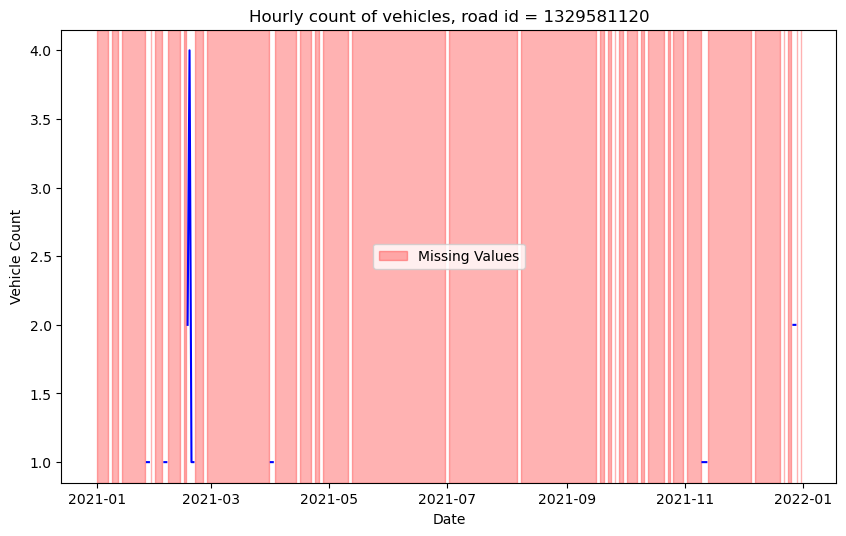 Hourly count of vehicles, road id = 1329581120
4.0
3.5
3.0
2.5
2.0
1.5
1.0
Vehicle Count
Missing Values
2021-01 2021-03 2021-05 2021-07 2021-09 2021-11 2022-01
Date